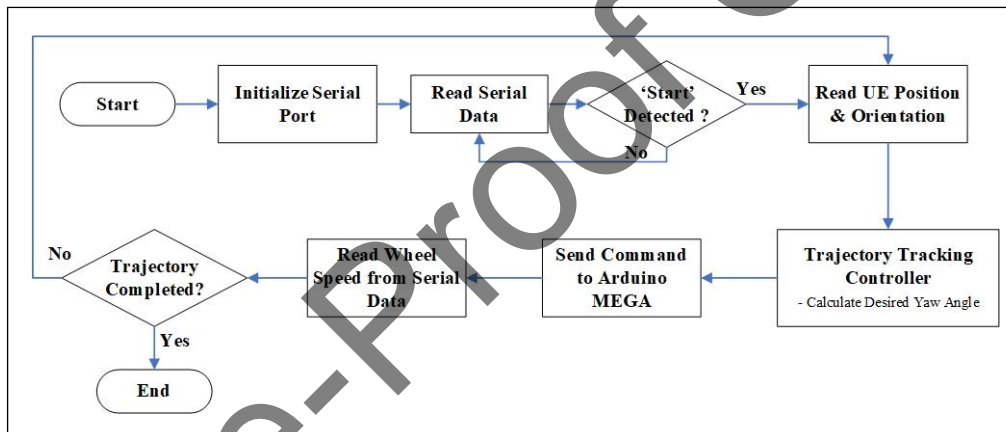 Start
Initialize Serial
Port
Read Serial
Data
‘Start’
Detected ?
Yes
No
Read UE Position
& Orientation
Trajectory Tracking
Controller
- Calculate Desired Yaw Angle
Send Command
to Arduino
MEGA
Read Wheel
Speed from Serial
Data
Trajectory
Completed?
No
Yes
End
e-Proof